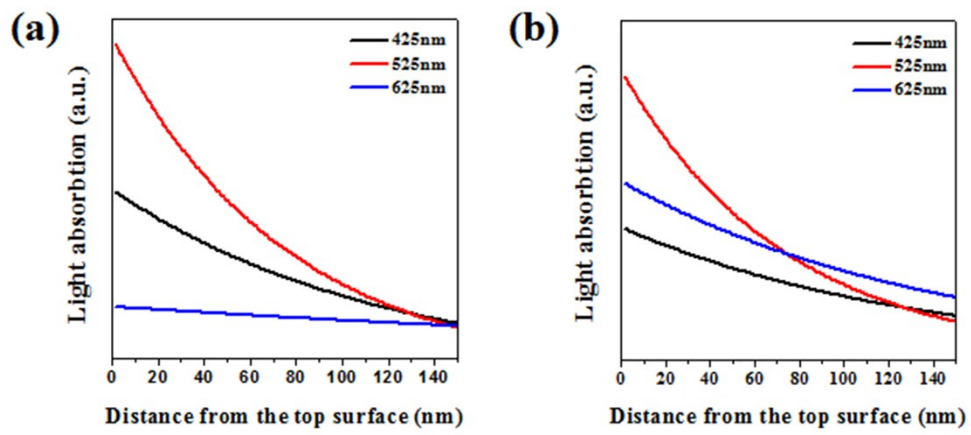 (a)
425nm
525nm
625nm
Light absorbtion (a.u.)
0 20 40 60 80 100 120 140
Distance from the top surface (nm)
(b)
425nm
525nm
625nm
Light absorbtion (a.u.)
0 20 40 60 80 100 120 140
Distance from the top surface (nm)